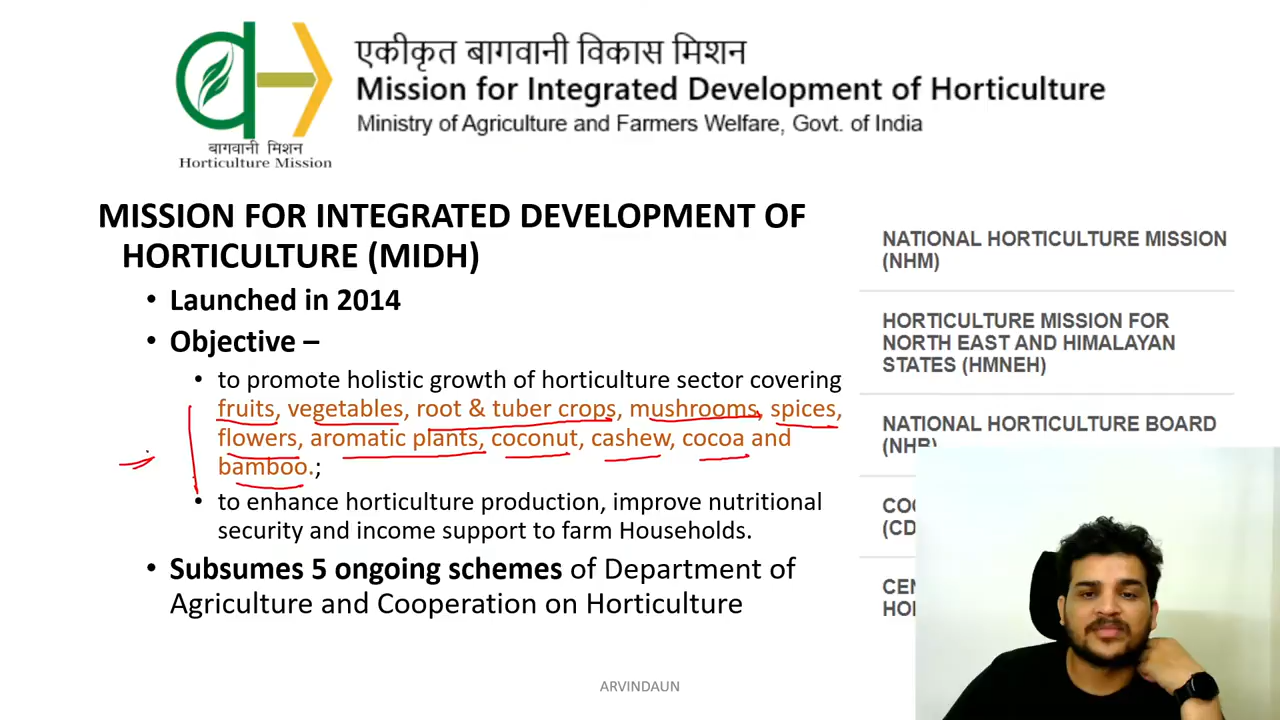 एकीकृत बागवानी विकास मिशन
Mission for Integrated Development of Horticulture
Ministry of Agriculture and Farmers Welfare, Govt. of India
बागवानी मिशन
Horticulture Mission
MISSION FOR INTEGRATED DEVELOPMENT OF
HORTICULTURE (MIDH)
• Launched in 2014
• Objective –
• to promote holistic growth of horticulture sector covering
fruits, vegetables, root & tuber crops, mushrooms, spices,
flowers, aromatic plants, coconut, cashew, cocoa and
bamboo.;
• to enhance horticulture production, improve nutritional
security and income support to farm Households.
• Subsumes 5 ongoing schemes of Department of
Agriculture and Cooperation on Horticulture
NATIONAL HORTICULTURE MISSION
(NHM)
HORTICULTURE MISSION FOR
NORTH EAST AND HIMALAYAN
STATES (HMNEH)
NATIONAL HORTICULTURE BOARD
(NHB)
ARVINDAUN